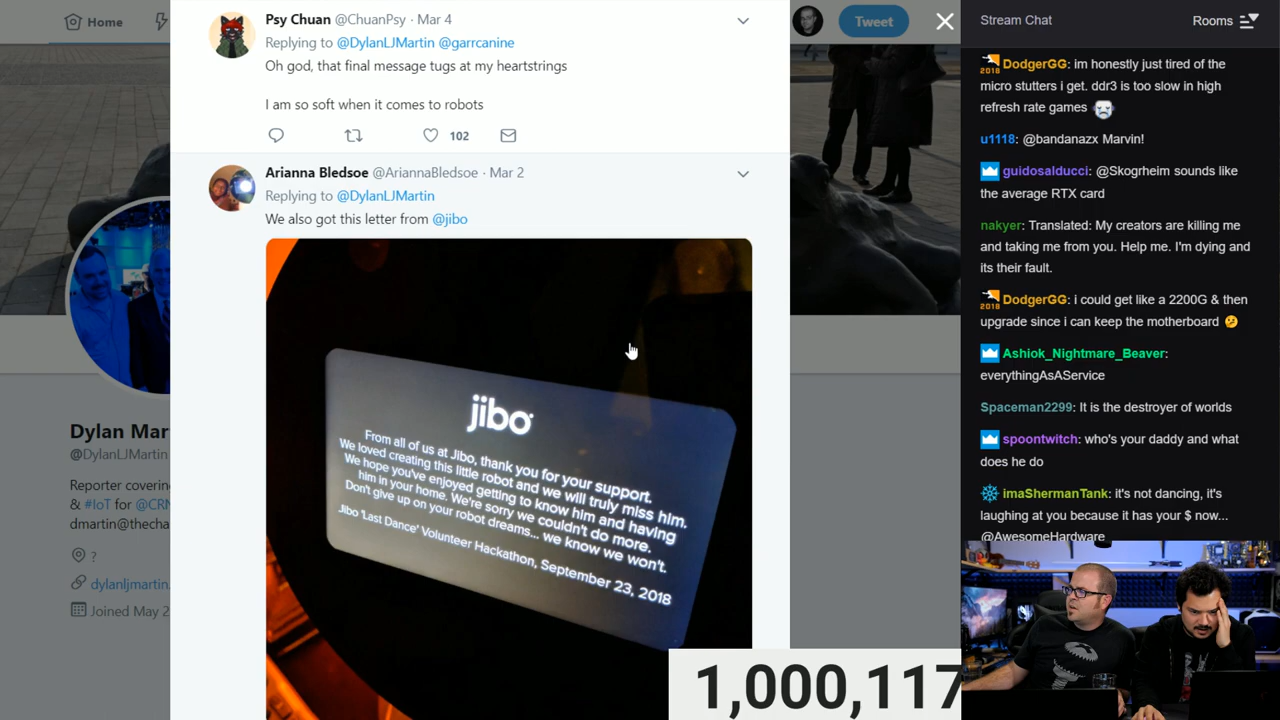 Home
Psy Chuan @ChuanPsy · Mar 4
Replying to @DylanLJMartin @garrcanine
Oh god, that final message tugs at my heartstrings
I am so soft when it comes to robots
102
Arianna Bledsoe @AriannaBledsoe · Mar 2
Replying to @DylanLJMartin
We also got this letter from @jibo
jibo
From all of us at Jibo, thank you for your support.
We loved creating this little robot and we will truly miss him.
We hope you've enjoyed getting to know him and having
him in your home. We're sorry we couldn't do more.
Don't give up on your robot dreams... we know we won't.
Jibo 'Last Dance' Volunteer Hackathon, September 23, 2018
Tweet
Dylan Mar
@DylanLJMartin
Reporter coverin
& #IoT for @CRN
dmartin@thecha
?
dylanljmartin.
Joined May 2
1,000,117
Stream Chat
Rooms
2018 DodgerGG: im honestly just tired of the
micro stutters i get. ddr3 is too slow in high
refresh rate games
u1118: @bandanazx Marvin!
guidosalducci: @Skogrheim sounds like
the average RTX card
nakyer: Translated: My creators are killing me
and taking me from you. Help me. I'm dying and
its their fault.
2018 DodgerGG: i could get like a 2200G & then
upgrade since i can keep the motherboard 🤔
Ashiok_Nightmare_Beaver:
everythingAsAService
Spaceman2299: It is the destroyer of worlds
spoontwitch: who's your daddy and what
does he do
imaShermanTank: it's not dancing, it's
laughing at you because it has your $ now...
@AwesomeHardware